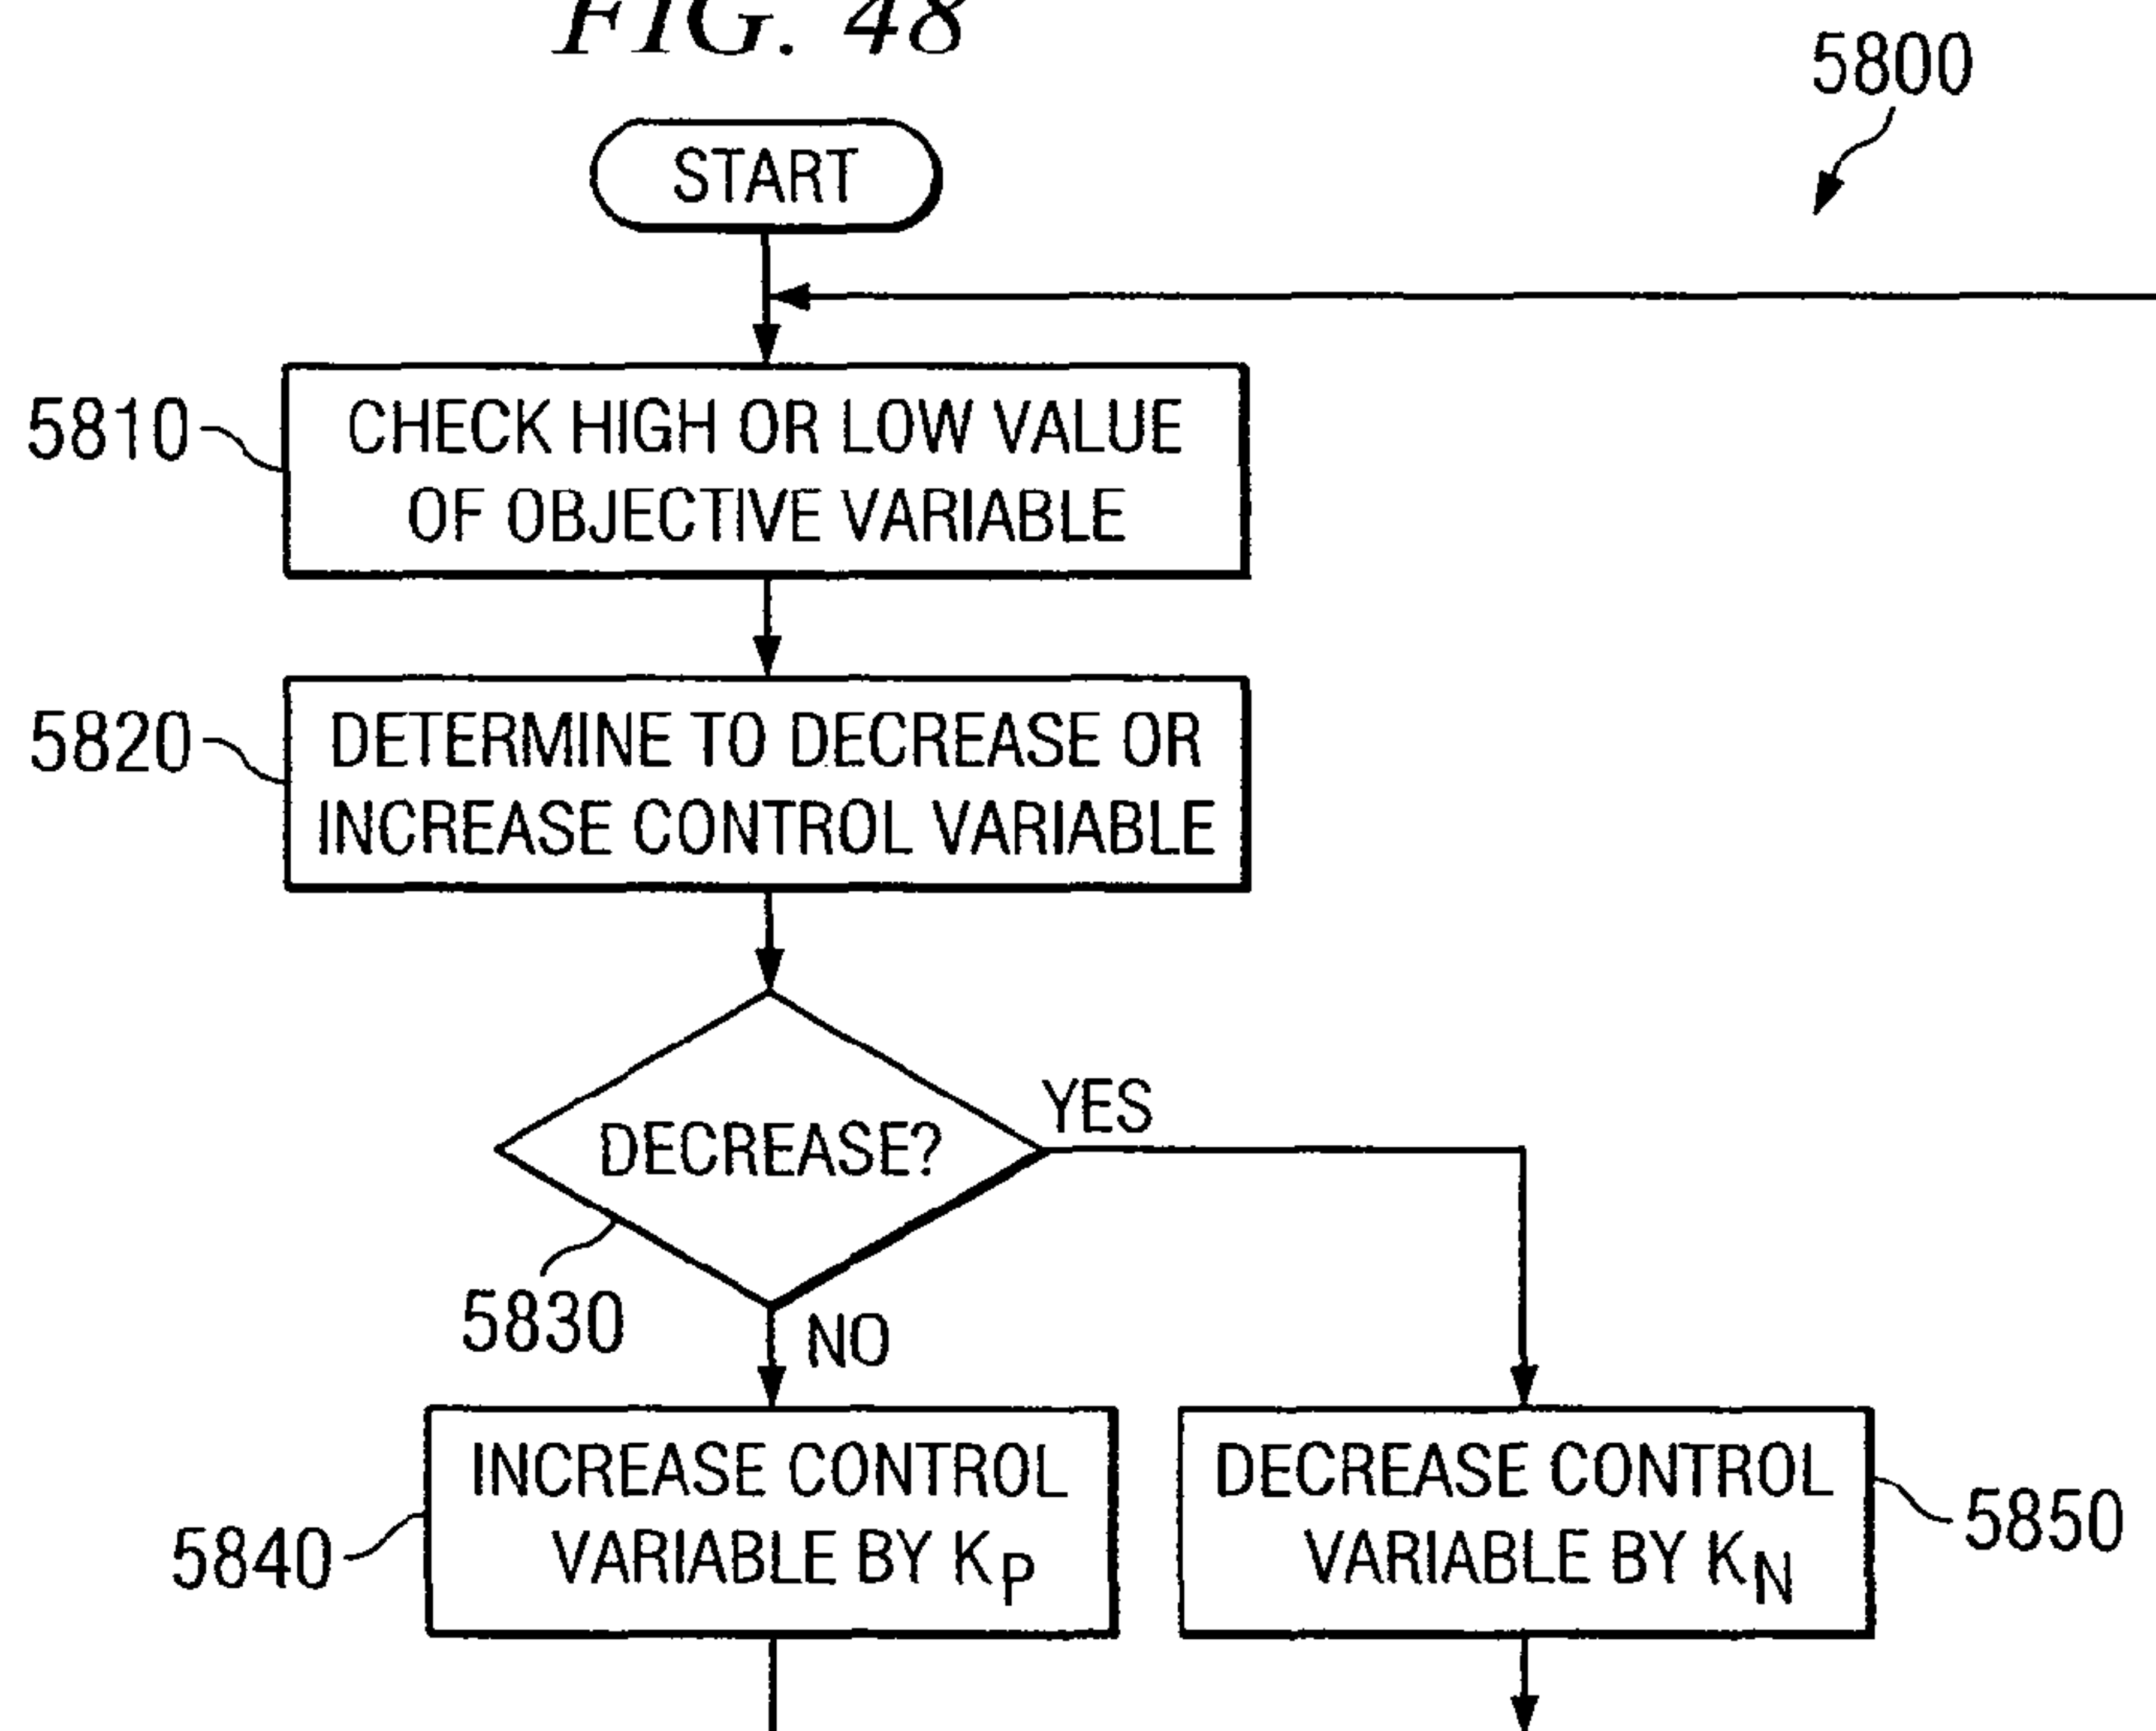 FIG. 48
5800
START
5810
CHECK HIGH OR LOW VALUE
OF OBJECTIVE VARIABLE
5820
DETERMINE TO DECREASE OR
INCREASE CONTROL VARIABLE
DECREASE?
YES
5830
NO
5840
INCREASE CONTROL
VARIABLE BY KP
DECREASE CONTROL
VARIABLE BY KN
5850